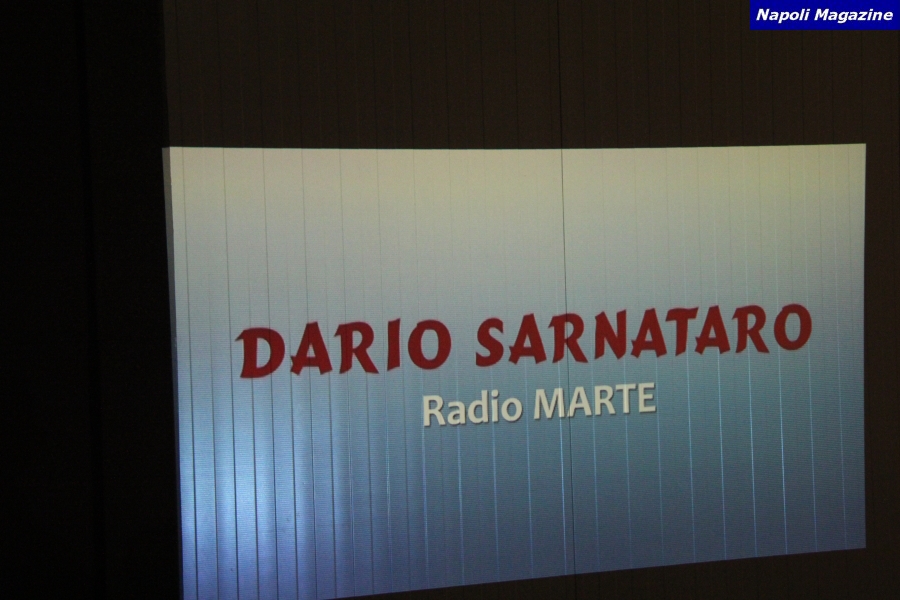 Napoli Magazine
DARIO SARNATARO
Radio MARTE